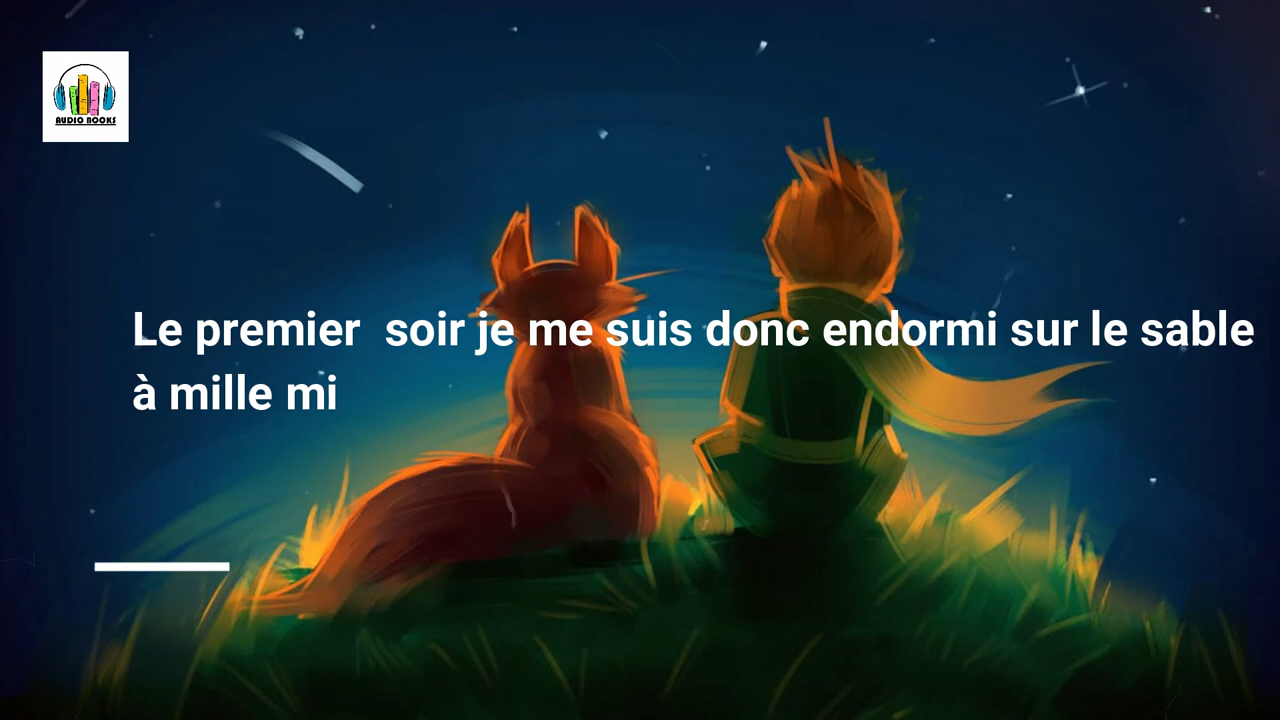 AUDIO BOOKS
Le premier  soir je me suis donc endormi sur le sable
à mille mi